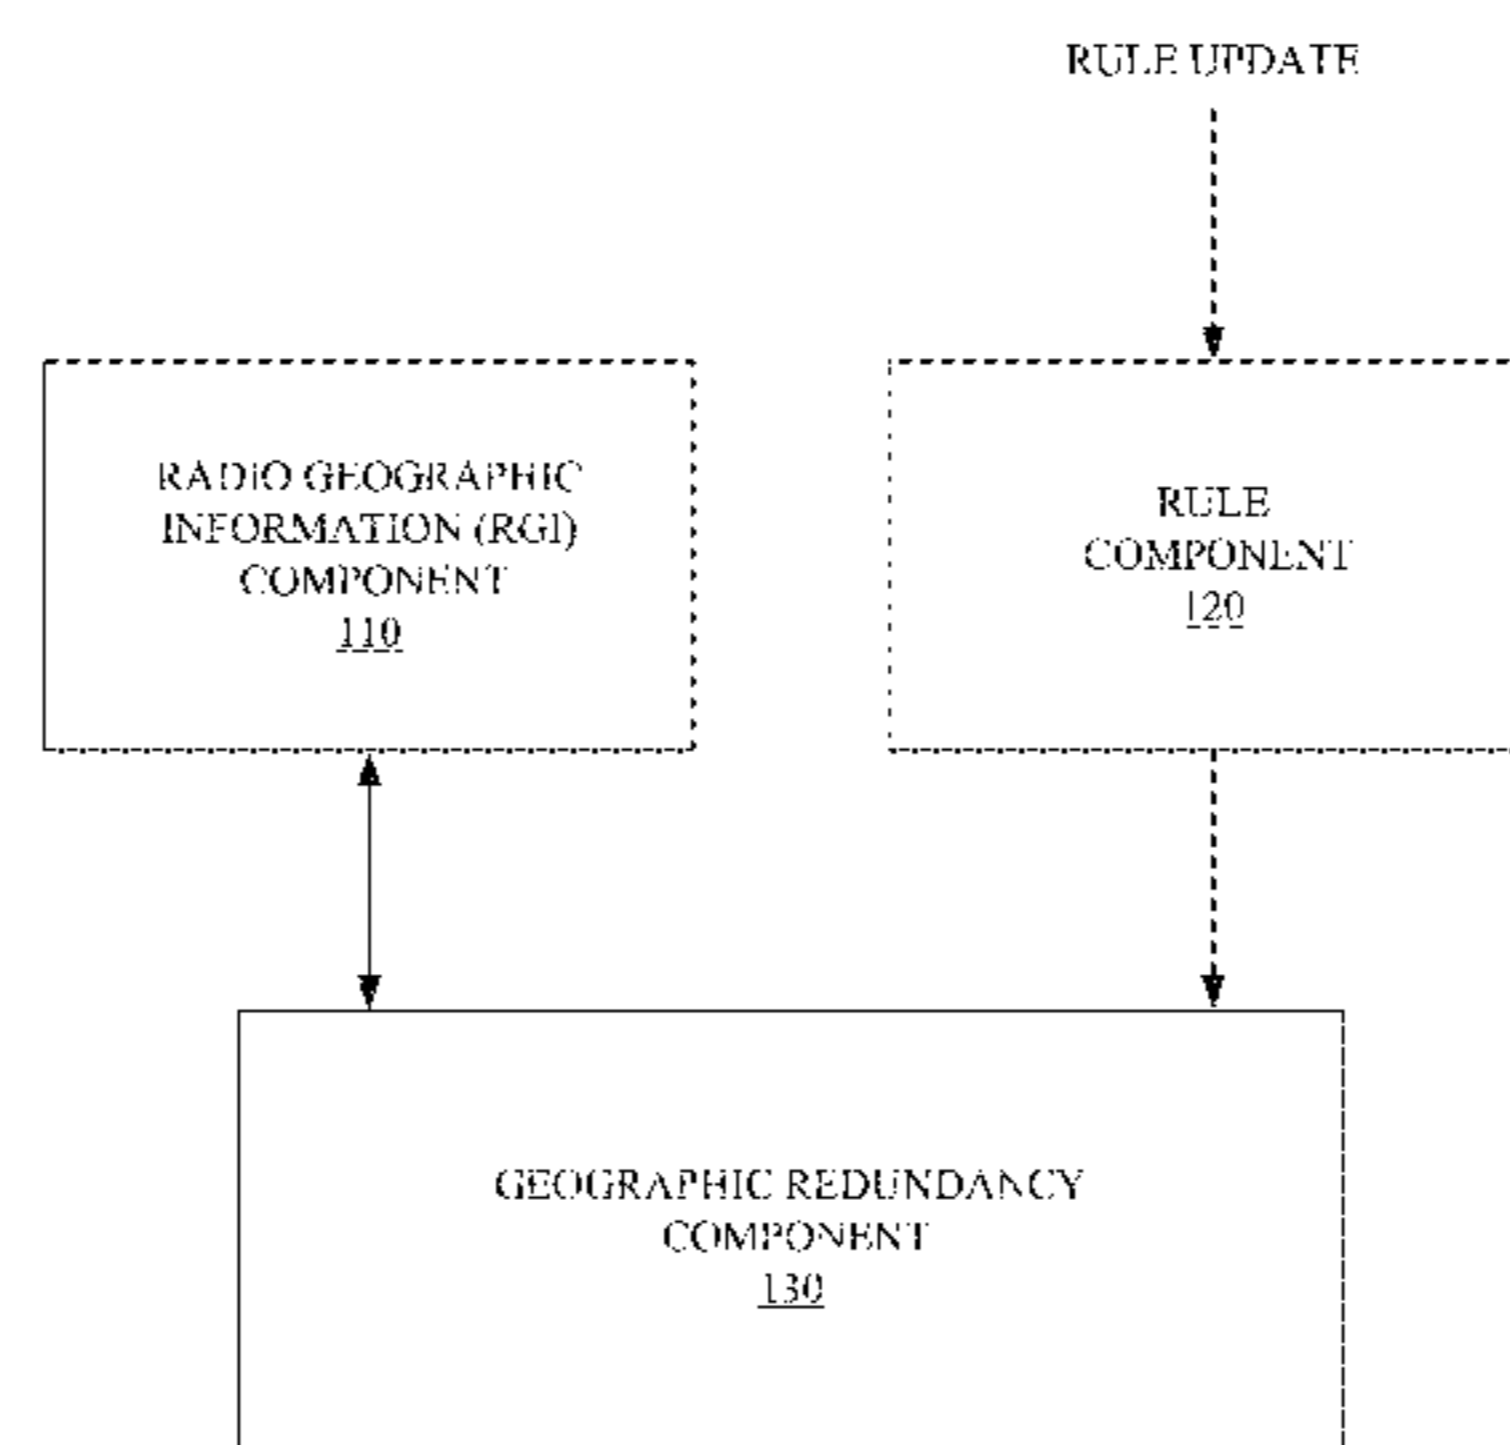 RULE UPDATE
RADIO GEOGRAPHIC
INFORMATION (RGI)
COMPONENT
110
RULE
COMPONENT
120
GEOGRAPHIC REDUNDANCY
COMPONENT
130